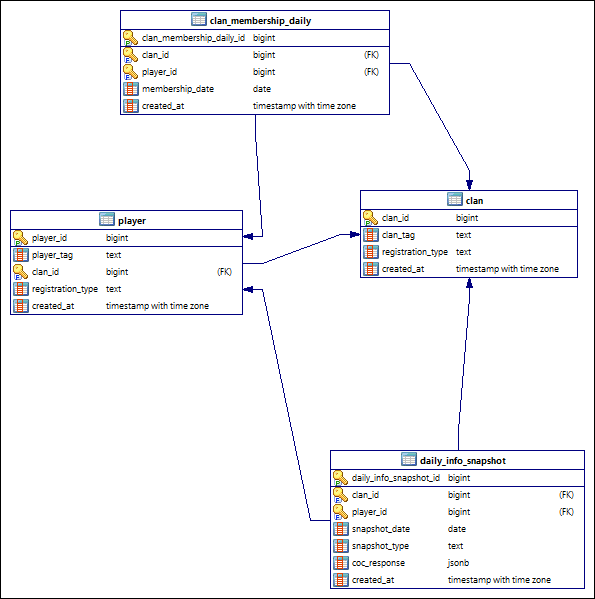 clan_membership_daily
clan_membership_daily_id bigint
clan_id bigint (FK)
player_id bigint (FK)
membership_date date
created_at timestamp with time zone
player
player_id bigint
player_tag text
clan_id bigint (FK)
registration_type text
created_at timestamp with time zone
clan
clan_id bigint
clan_tag text
registration_type text
created_at timestamp with time zone
daily_info_snapshot
daily_info_snapshot_id bigint
clan_id bigint (FK)
player_id bigint (FK)
snapshot_date date
snapshot_type text
coc_response jsonb
created_at timestamp with time zone